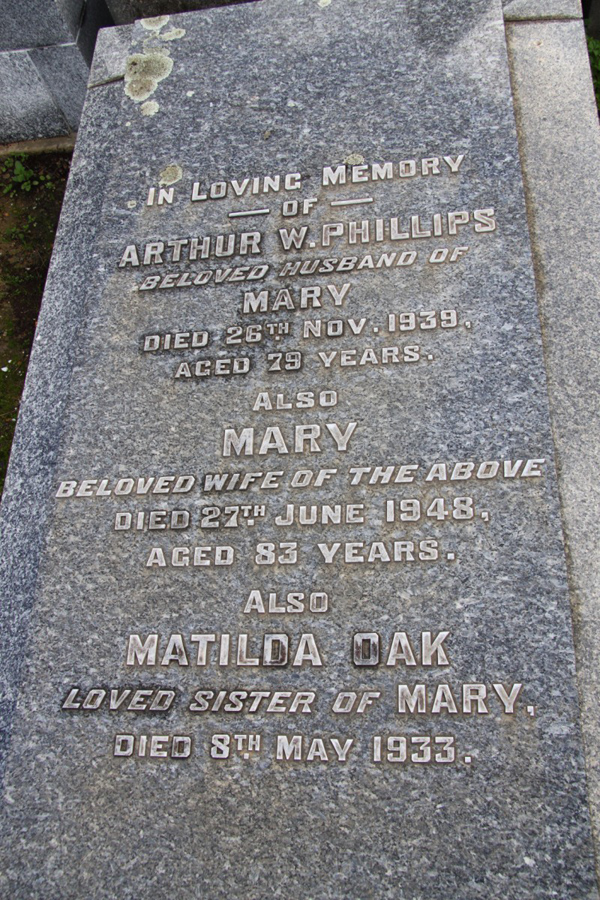 IN LOVING MEMORY
— OF —
ARTHUR W. PHILLIPS
BELOVED HUSBAND OF
MARY
DIED 26TH NOV. 1939,
AGED 79 YEARS.
ALSO
MARY
BELOVED WIFE OF THE ABOVE
DIED 27TH JUNE 1948,
AGED 83 YEARS.
ALSO
MATILDA OAK
LOVED SISTER OF MARY,
DIED 8TH MAY 1933.